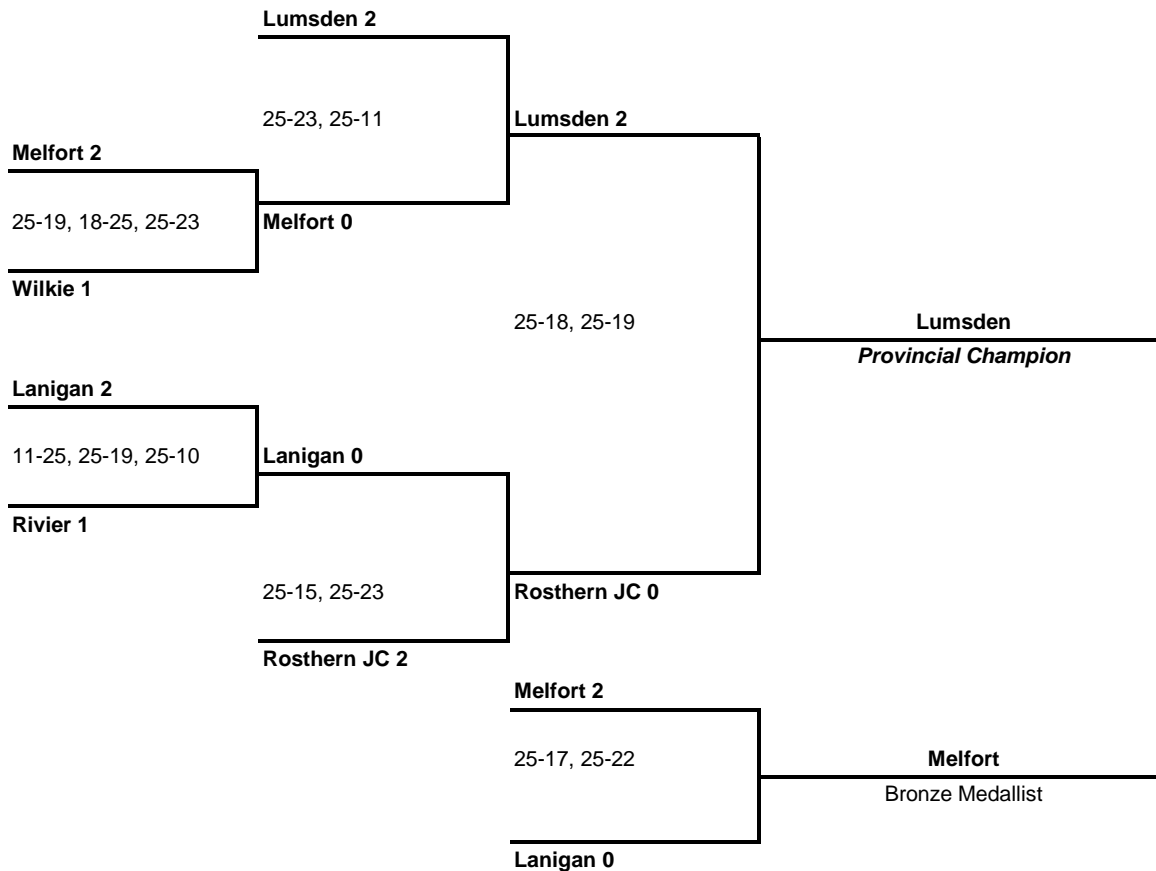 Lumsden 2
25-23, 25-11
Lumsden 2
Melfort 2
25-19, 18-25, 25-23
Melfort 0
Wilkie 1
25-18, 25-19
Lumsden
Provincial Champion
Lanigan 2
11-25, 25-19, 25-10
Lanigan 0
Rivier 1
25-15, 25-23
Rosthern JC 0
Rosthern JC 2
Melfort 2
25-17, 25-22
Melfort
Bronze Medallist
Lanigan 0